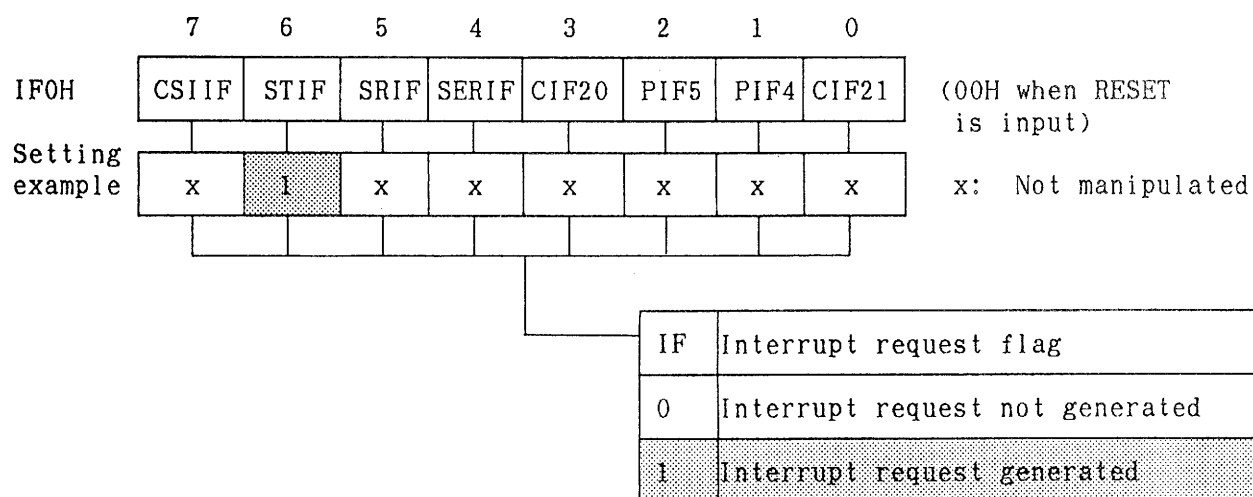 7 6 5 4 3 2 1 0
IF0H CSIIF STIF SRIF SERIF CIF20 PIF5 PIF4 CIF21 (00H when RESET
is input)
Setting
example x 1 x x x x x x x: Not manipulated
IF Interrupt request flag
0 Interrupt request not generated
1 Interrupt request generated